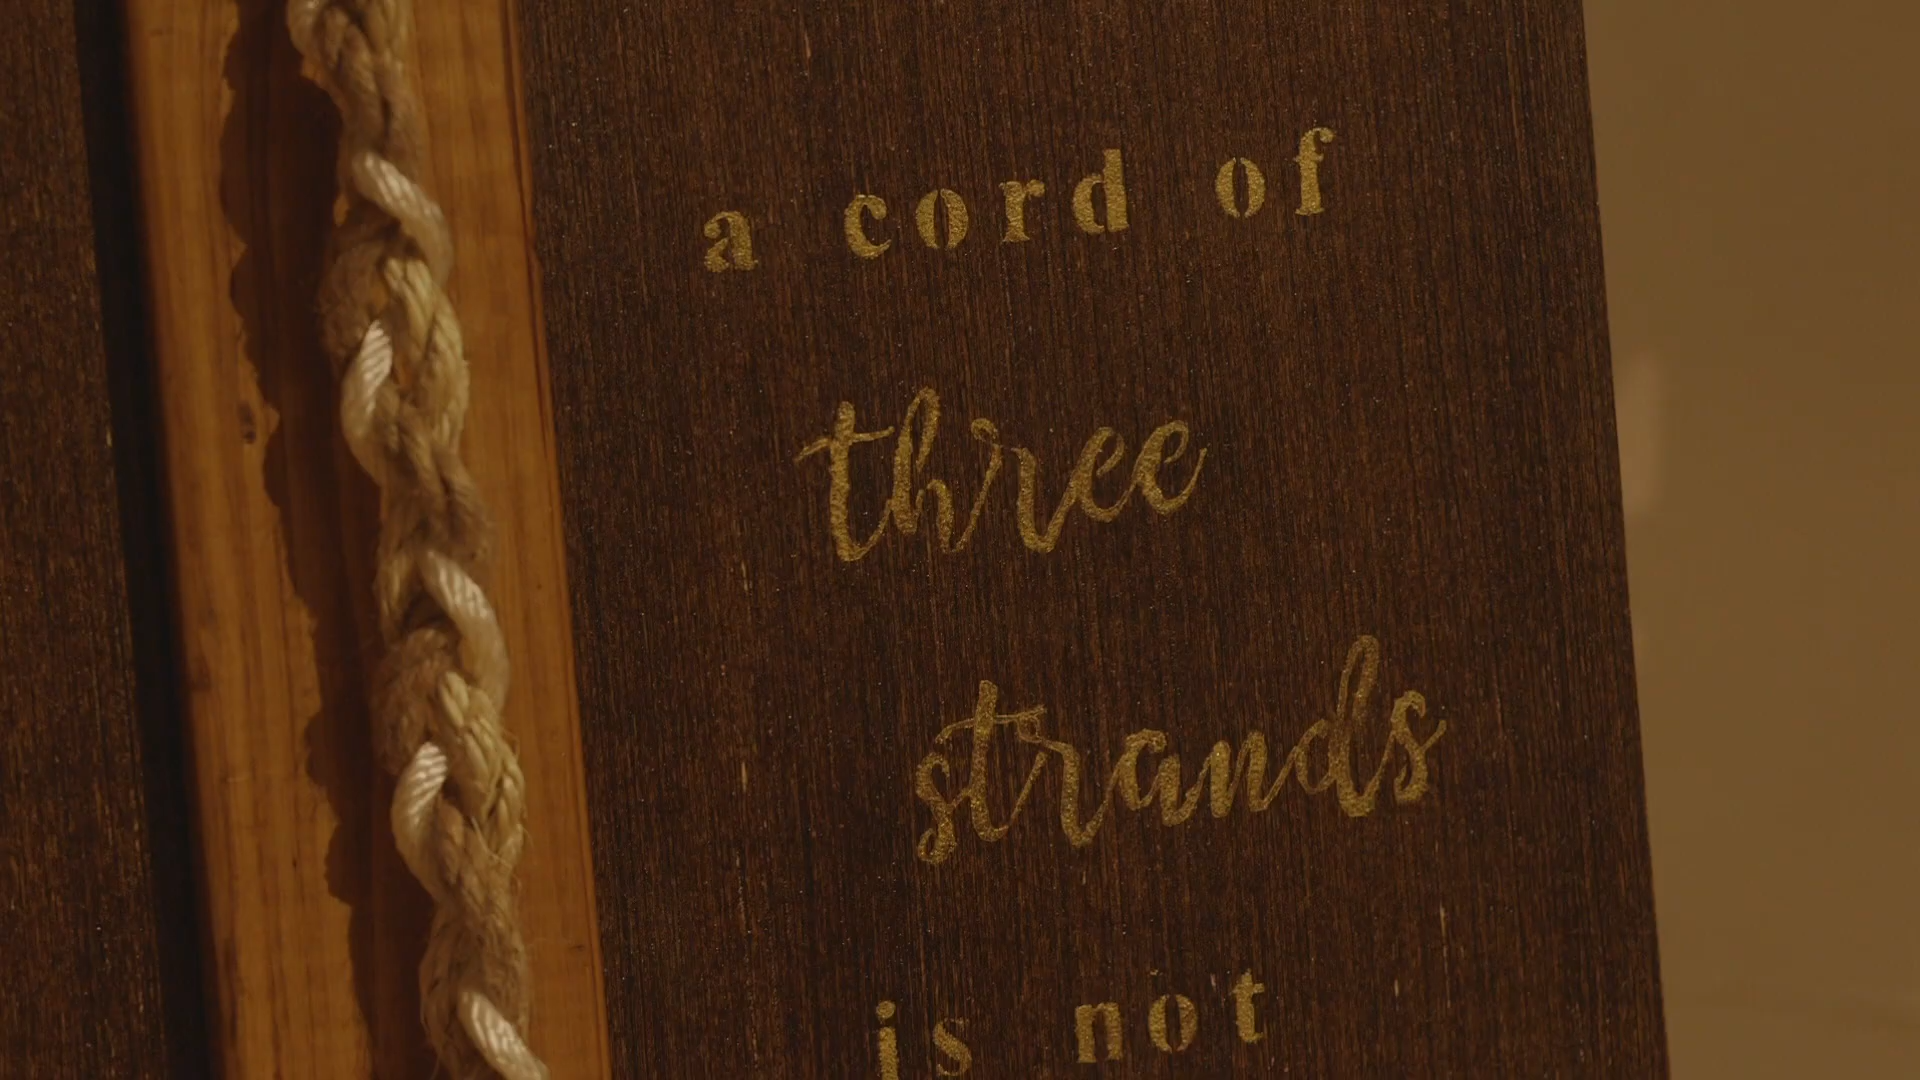 a cord of
three
strands
is not